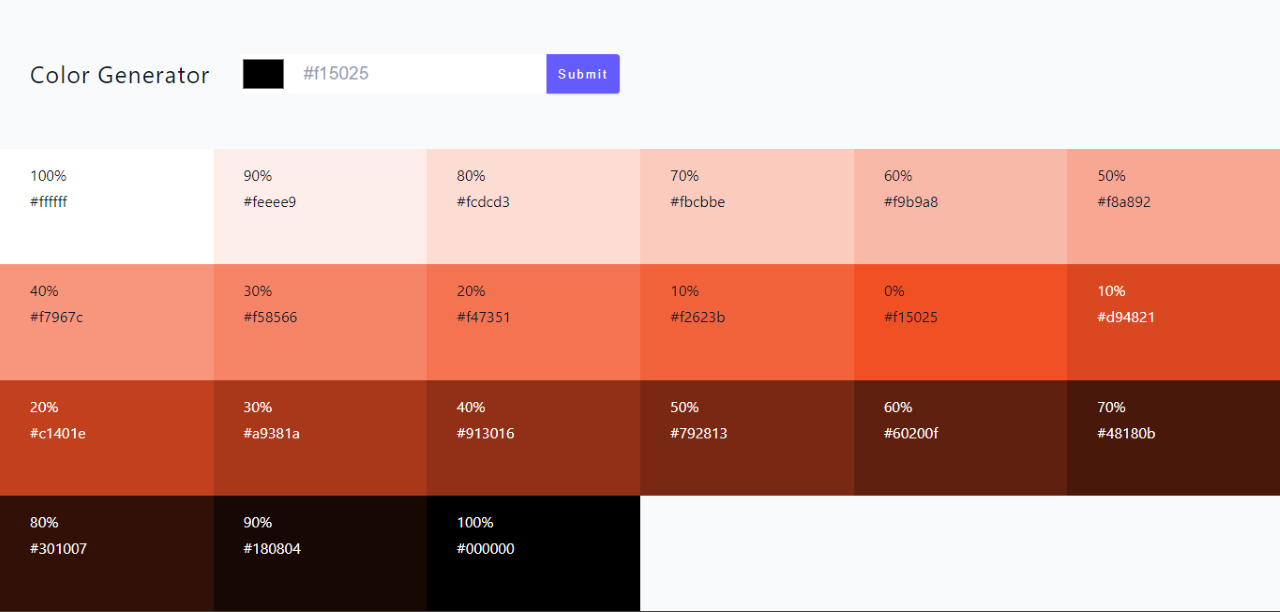 Color Generator
#f15025
Submit
100%
#ffffff
90%
#feeee9
80%
#fcdcd3
70%
#fbcbbe
60%
#f9b9a8
50%
#f8a892
40%
#f7967c
30%
#f58566
20%
#f47351
10%
#f2623b
0%
#f15025
10%
#d94821
20%
#c1401e
30%
#a9381a
40%
#913016
50%
#792813
60%
#60200f
70%
#48180b
80%
#301007
90%
#180804
100%
#000000